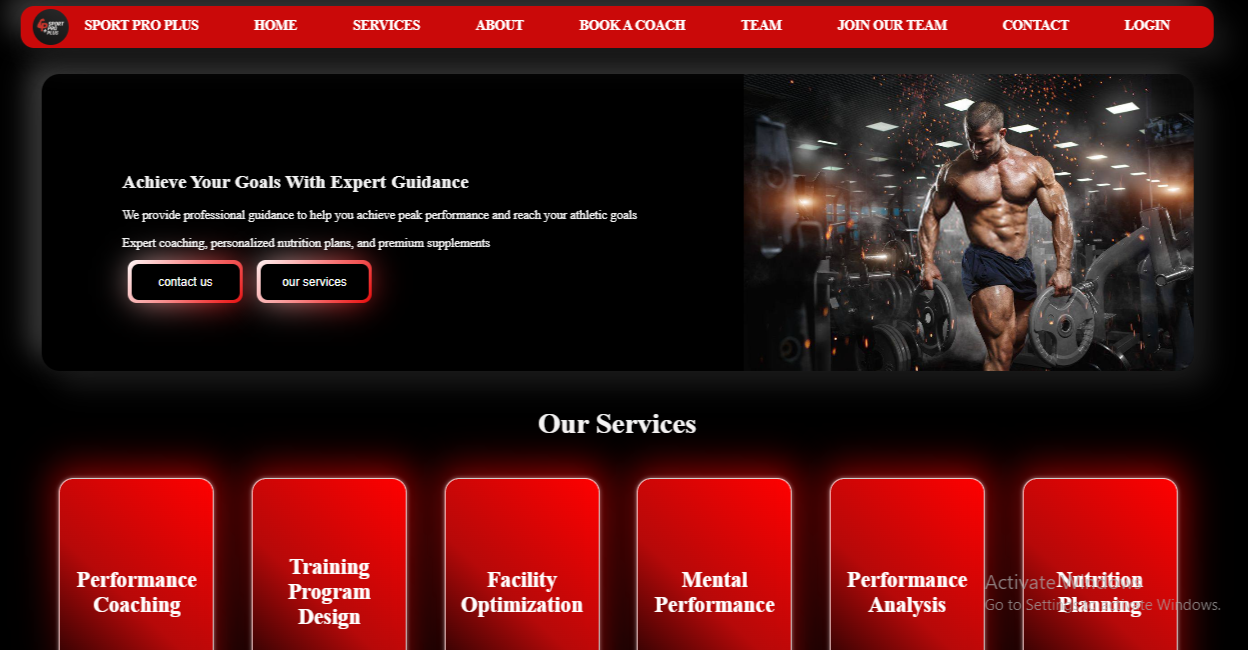 SPORT PRO PLUS
SPORT PRO PLUS HOME SERVICES ABOUT BOOK A COACH TEAM JOIN OUR TEAM CONTACT LOGIN
Achieve Your Goals With Expert Guidance
We provide professional guidance to help you achieve peak performance and reach your athletic goals
Expert coaching, personalized nutrition plans, and premium supplements
contact us our services
Our Services
Performance
Coaching
Training
Program
Design
Facility
Optimization
Mental
Performance
Performance
Analysis
Nutrition
Planning
Activate Windows
Go to Settings to activate Windows.